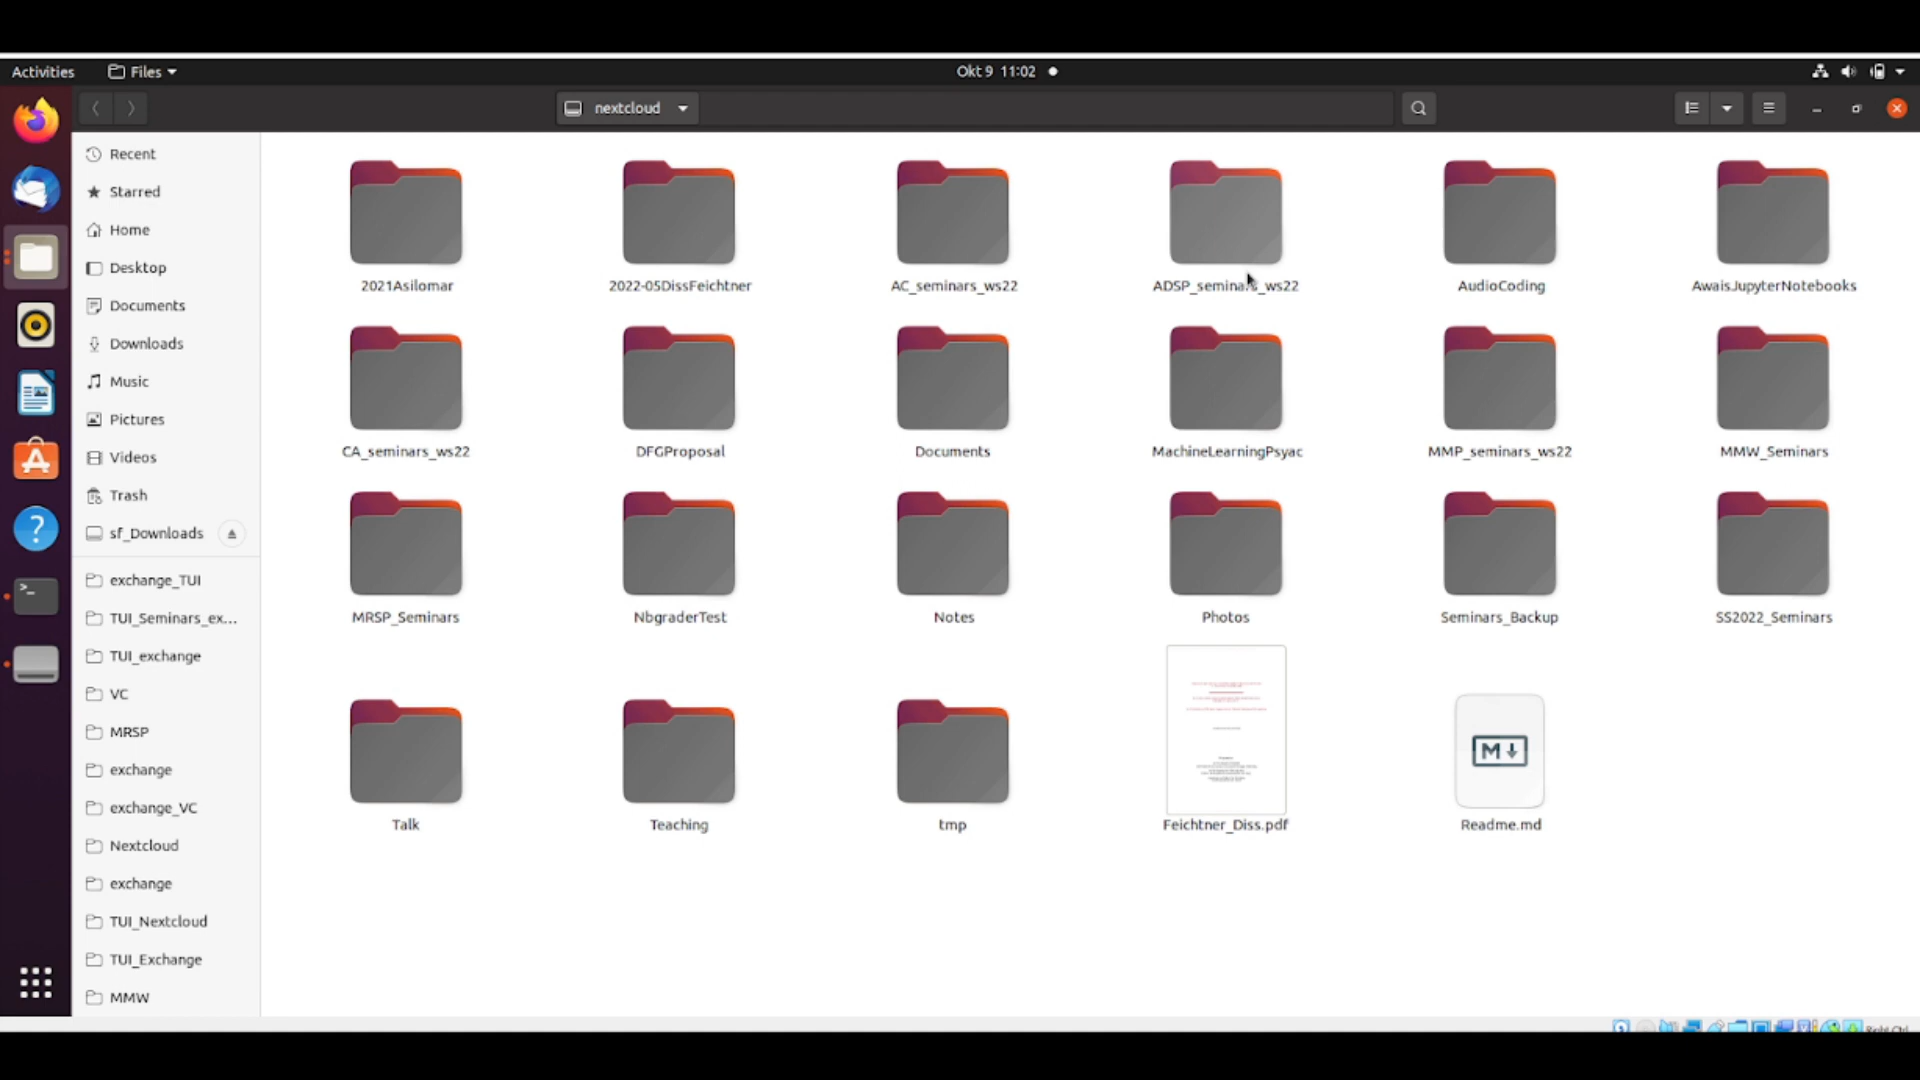 Activities Files Okt 9 11:02
nextcloud
Recent
Starred
Home
Desktop
Documents
Downloads
Music
Pictures
Videos
Trash
sf_Downloads
exchange_TUI
TUI_Seminars_ex...
TUI_exchange
VC
MRSP
exchange
exchange_VC
Nextcloud
exchange
TUI_Nextcloud
TUI_Exchange
MMW
2021Asilomar 2022-05DissFeichtner AC_seminars_ws22 ADSP_seminars_ws22 AudioCoding AwaisJupyterNotebooks
CA_seminars_ws22 DFGProposal Documents MachineLearningPsyac MMP_seminars_ws22 MMW_Seminars
MRSP_Seminars NbgraderTest Notes Photos Seminars_Backup SS2022_Seminars
Talk Teaching tmp Feichtner_Diss.pdf Readme.md
Right Ctrl